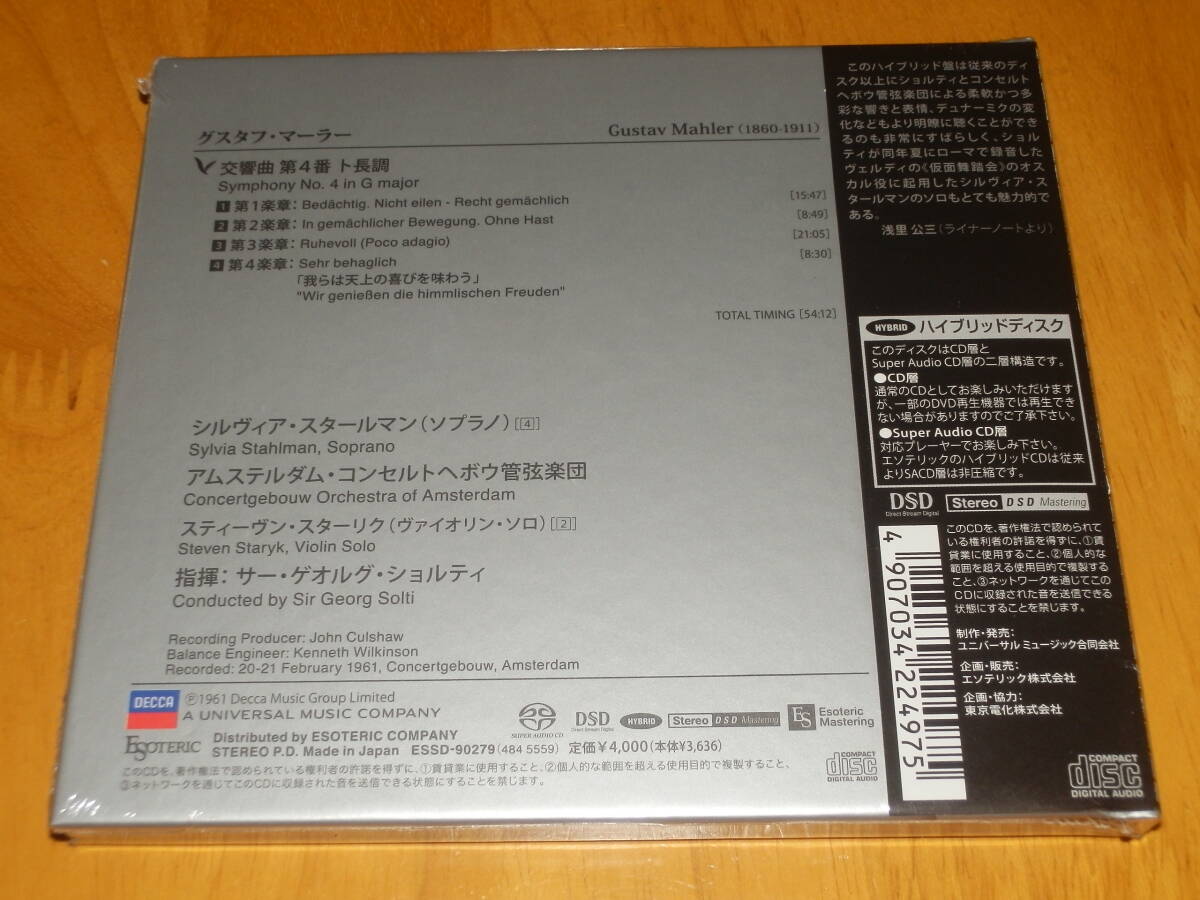 グスタフ・マーラー
Gustav Mahler (1860-1911)
交響曲 第4番 ト長調
Symphony No. 4 in G major
1 第1楽章: Bedächtig. Nicht eilen - Recht gemächlich [15:47]
2 第2楽章: In gemächlicher Bewegung. Ohne Hast [8:49]
3 第3楽章: Ruhevoll (Poco adagio) [21:05]
4 第4楽章: Sehr behaglich [8:30]
「我らは天上の喜びを味わう」
"Wir genießen die himmlischen Freuden"
TOTAL TIMING [54:12]
シルヴィア・スタールマン(ソプラノ) [[4]]
Sylvia Stahlman, Soprano
アムステルダム・コンセルトヘボウ管弦楽団
Concertgebouw Orchestra of Amsterdam
スティーヴン・スターリク(ヴァイオリン・ソロ) [[2]]
Steven Staryk, Violin Solo
指揮: サー・ゲオルグ・ショルティ
Conducted by Sir Georg Solti
Recording Producer: John Culshaw
Balance Engineer: Kenneth Wilkinson
Recorded: 20-21 February 1961, Concertgebouw, Amsterdam
DECCA
Ⓟ1961 Decca Music Group Limited
A UNIVERSAL MUSIC COMPANY
SUPER AUDIO CD
DSD
Direct Stream Digital
HYBRID
Stereo DSD Mastering
ES
Esoteric
Mastering
ESOTERIC
Distributed by ESOTERIC COMPANY
STEREO P.D. Made in Japan ESSD-90279 (484 5559) 定価¥4,000(本体¥3,636)
このCDを、著作権法で認められている権利者の許諾を得ずに、①賃貸業に使用すること、②個人的な範囲を超える使用目的で複製すること、
③ネットワークを通じてこのCDに収録された音を送信できる状態にすることを禁じます。
COMPACT
disc
DIGITAL AUDIO
このハイブリッド盤は従来のディ
スク以上にショルティとコンセルト
ヘボウ管弦楽団による柔軟かつ多
彩な響きと表情、デュナーミクの変
化などもより明瞭に聴くことができ
るのも非常にすばらしく、ショル
ティが同年夏にローマで録音した
ヴェルディの《仮面舞踏会》のオス
カル役に起用したシルヴィア・ス
タールマンのソロもとても魅力的で
ある。
浅里 公三(ライナーノートより)
HYBRID ハイブリッドディスク
このディスクはCD層と
Super Audio CD層の二層構造です。
●CD層
通常のCDとしてお楽しみいただけます
が、一部のDVD再生機器では再生でき
ない場合がありますのでご了承下さい。
●Super Audio CD層
対応プレーヤーでお楽しみ下さい。
エソテリックのハイブリッドCDは従来
よりSACD層は非圧縮です。
DSD
Direct Stream Digital
Stereo DSD Mastering
4 907034 224975
このCDを、著作権法で認められて
いる権利者の許諾を得ずに、①賃
貸業に使用すること、②個人的な
範囲を超える使用目的で複製する
こと、③ネットワークを通じてこの
CDに収録された音を送信できる
状態にすることを禁じます。
制作・発売:
ユニバーサル ミュージック合同会社
企画・販売:
エソテリック株式会社
企画・協力:
東京電化株式会社
COMPACT
disc
DIGITAL AUDIO